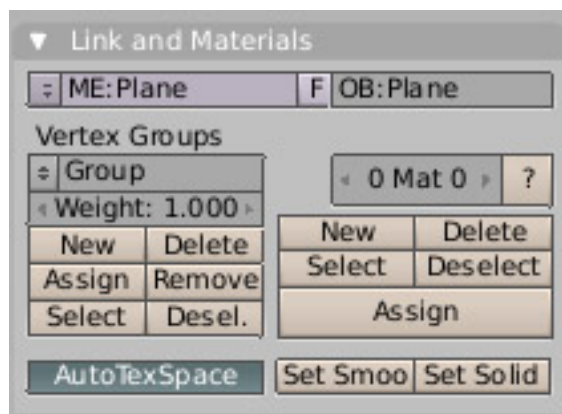 Link and Materials
ME:Plane F OB:Plane
Vertex Groups
Group
Weight: 1.000
0 Mat 0 ?
New Delete
Assign Remove
Select Desel.
New Delete
Select Deselect
Assign
AutoTexSpace
Set Smoo Set Solid